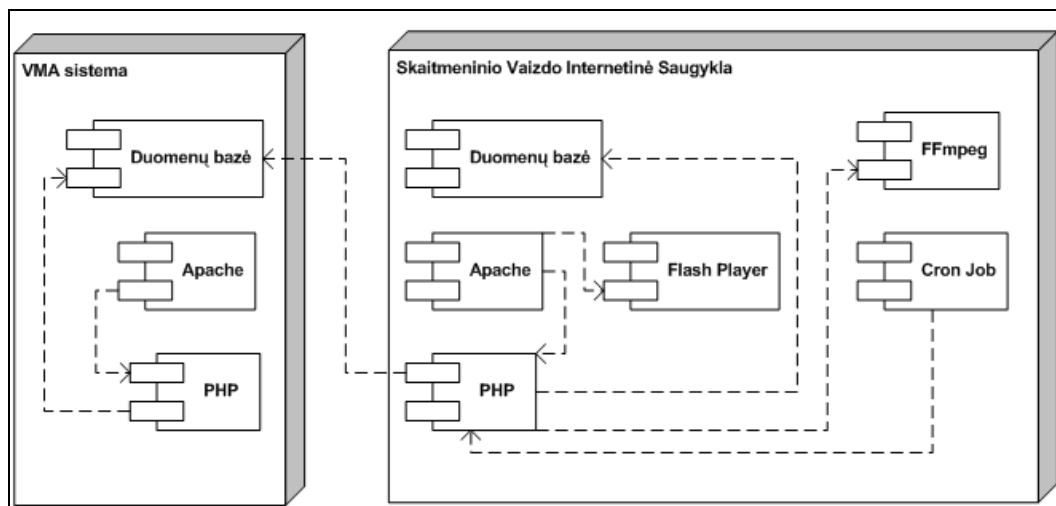 VMA sistema
Duomenų bazė
Apache
PHP
Skaitmeninio Vaizdo Internetinė Saugykla
Duomenų bazė
FFmpeg
Apache
Flash Player
Cron Job
PHP